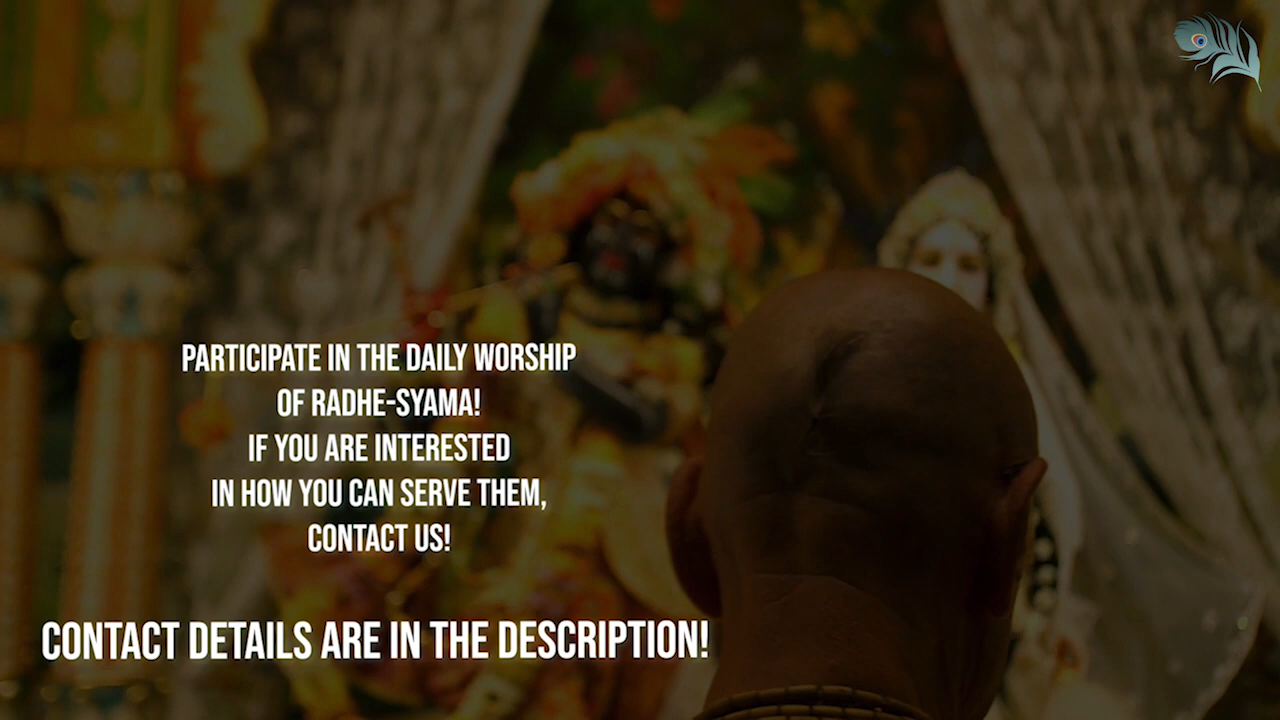 PARTICIPATE IN THE DAILY WORSHIP
OF RADHE-SYAMA!
IF YOU ARE INTERESTED
IN HOW YOU CAN SERVE THEM,
CONTACT US!
CONTACT DETAILS ARE IN THE DESCRIPTION!